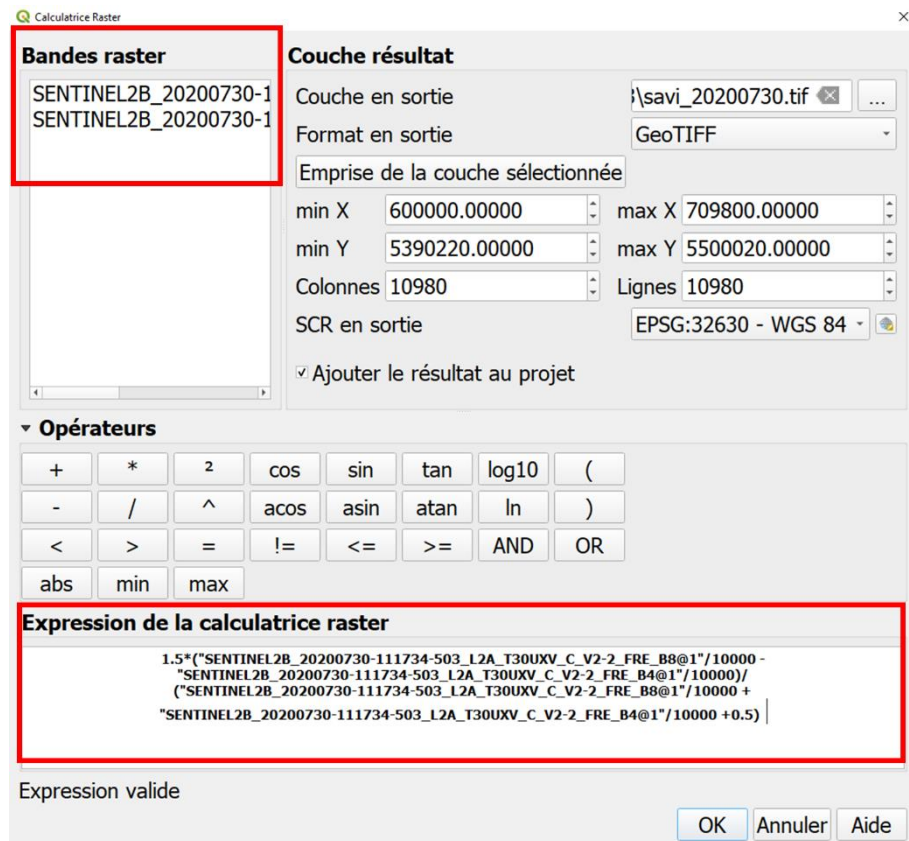 Calculatrice Raster
Bandes raster
SENTINEL2B_20200730-1
SENTINEL2B_20200730-1
Couche résultat
Couche en sortie
\savi_20200730.tif
...
Format en sortie
GeoTIFF
Emprise de la couche sélectionnée
min X 600000.00000 max X 709800.00000
min Y 5390220.00000 max Y 5500020.00000
Colonnes 10980 Lignes 10980
SCR en sortie EPSG:32630 - WGS 84
Ajouter le résultat au projet
Opérateurs
+ * ² cos sin tan log10 (
- / ^ acos asin atan ln )
< > = != <= >= AND OR
abs min max
Expression de la calculatrice raster
1.5*("SENTINEL2B_20200730-111734-503_L2A_T30UXV_C_V2-2_FRE_B8@1"/10000 -
"SENTINEL2B_20200730-111734-503_L2A_T30UXV_C_V2-2_FRE_B4@1"/10000)/
("SENTINEL2B_20200730-111734-503_L2A_T30UXV_C_V2-2_FRE_B8@1"/10000 +
"SENTINEL2B_20200730-111734-503_L2A_T30UXV_C_V2-2_FRE_B4@1"/10000 +0.5)
Expression valide
OK Annuler Aide